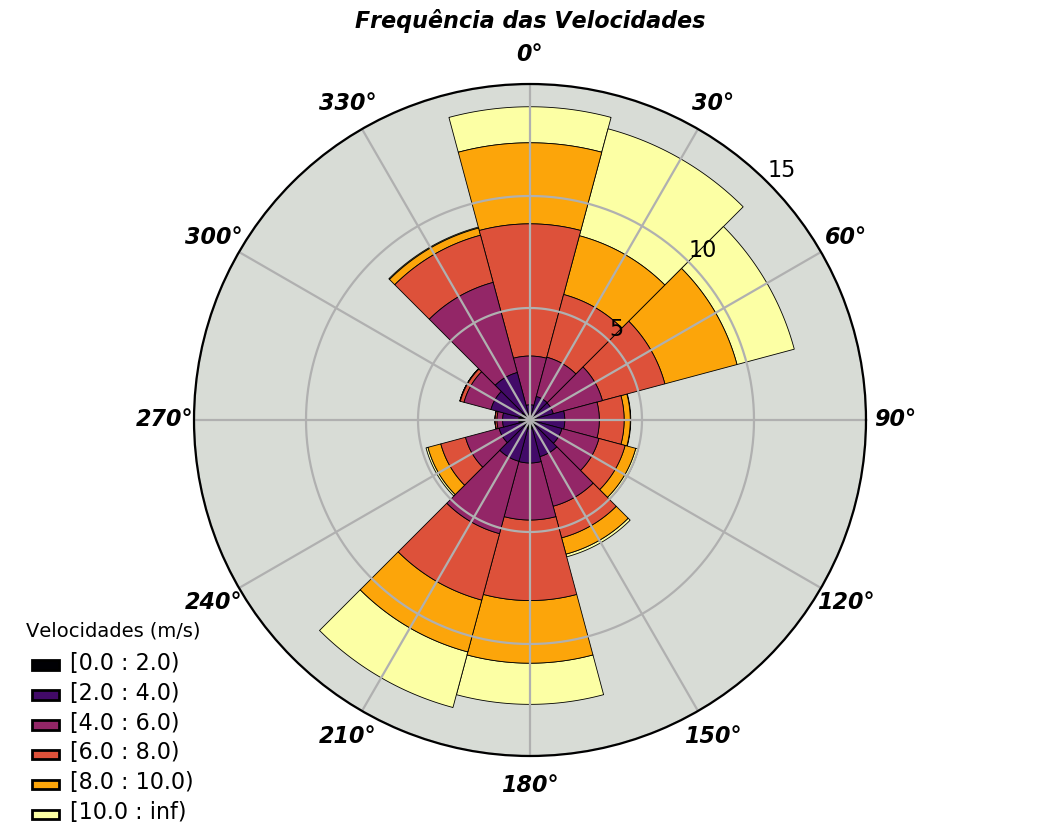 Frequência das Velocidades
0°
330°
30°
15
300°
60°
10
5
270°
90°
240°
120°
210°
150°
180°
Velocidades (m/s)
[0.0 : 2.0)
[2.0 : 4.0)
[4.0 : 6.0)
[6.0 : 8.0)
[8.0 : 10.0)
[10.0 : inf)